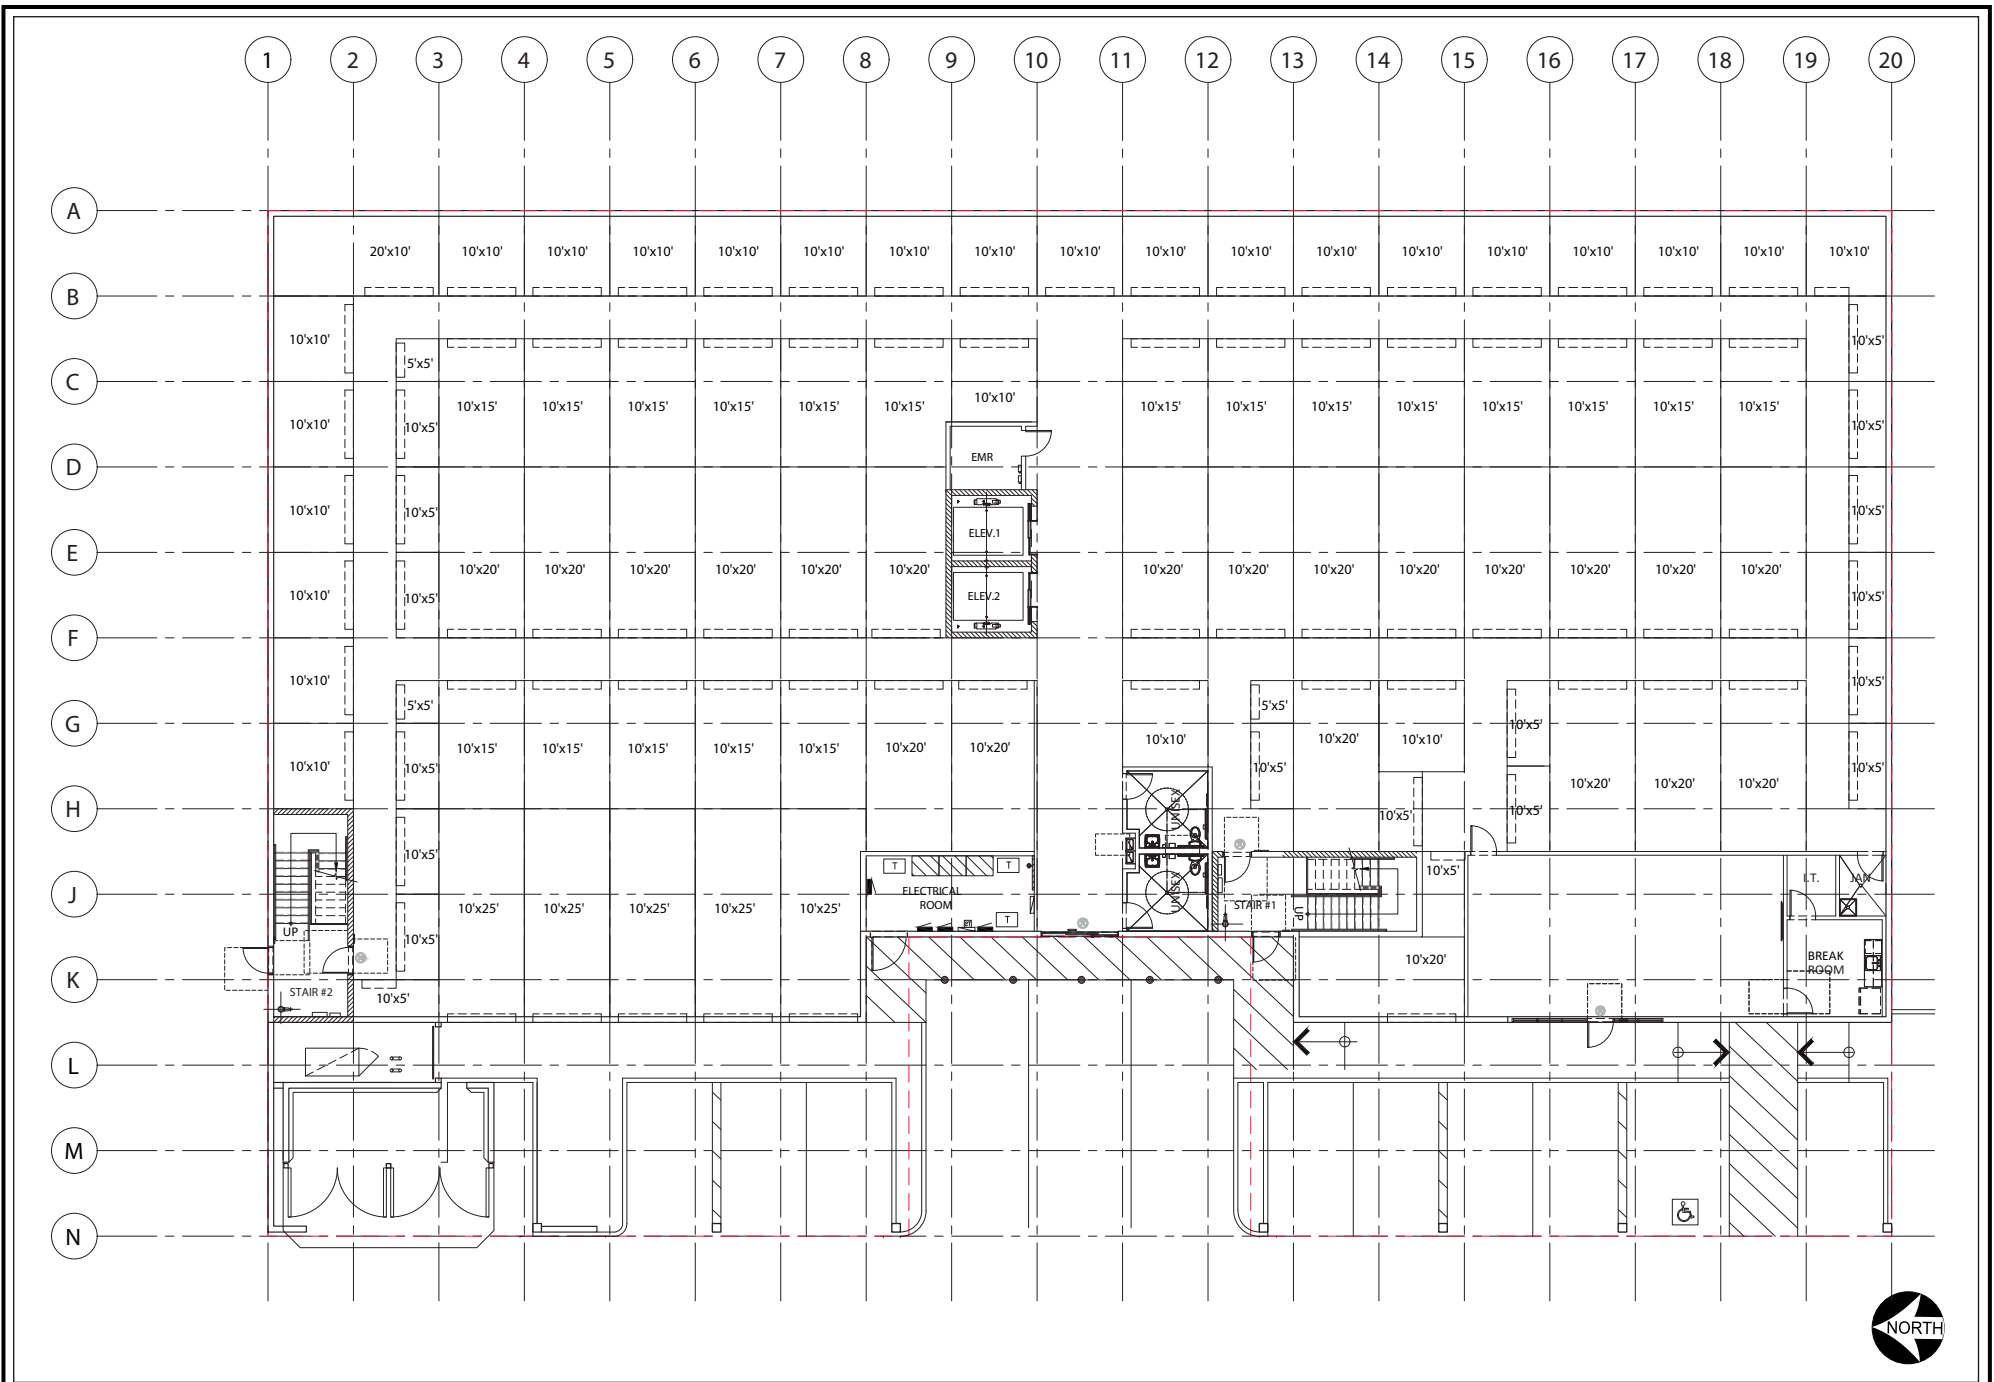 1 2 3 4 5 6 7 8 9 10 11 12 13 14 15 16 17 18 19 20
A
20'x10' 10'x10' 10'x10' 10'x10' 10'x10' 10'x10' 10'x10' 10'x10' 10'x10' 10'x10' 10'x10' 10'x10' 10'x10' 10'x10' 10'x10' 10'x10' 10'x10' 10'x10'
B
10'x10' 10'x5'
5'x5'
C
10'x10'
10'x15' 10'x15' 10'x15' 10'x15' 10'x15' 10'x15' 10'x15' 10'x15' 10'x15' 10'x15' 10'x15' 10'x15' 10'x15' 10'x15'
10'x10' 10'x5' 10'x5'
EMR
D
10'x10' 10'x5' 10'x5'
ELEV.1
E
10'x20' 10'x20' 10'x20' 10'x20' 10'x20' 10'x20' 10'x20' 10'x20' 10'x20' 10'x20' 10'x20' 10'x20' 10'x20' 10'x20'
10'x10' 10'x5' ELEV.2 10'x5'
F
10'x10' 10'x5'
5'x5' 5'x5'
G
10'x5'
10'x15' 10'x15' 10'x15' 10'x15' 10'x15' 10'x20' 10'x20' 10'x10' 10'x20' 10'x10'
10'x10' 10'x5' 10'x5' 10'x5'
10'x20' 10'x20' 10'x20'
H
UNISEX
10'x5' 10'x5'
10'x5'
T T
10'x5'
I.T. JAN
J
ELECTRICAL
ROOM
UNISEX
STAIR #1
UP
10'x25' 10'x25' 10'x25' 10'x25' 10'x25'
T
UP
10'x5'
BREAK
ROOM
10'x20'
K
STAIR #2
10'x5'
L
M
N
NORTH